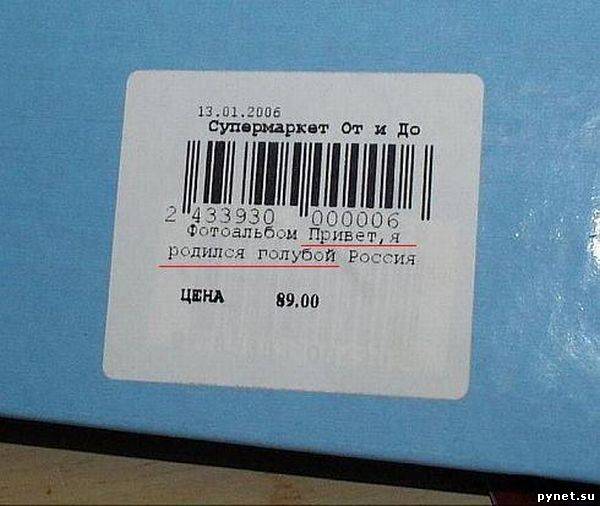 13.01.2006
Супермаркет От и До
2 433930 000006
Фотоальбом Привет,я
родился голубой Россия
ЦЕНА 89.00
pynet.su